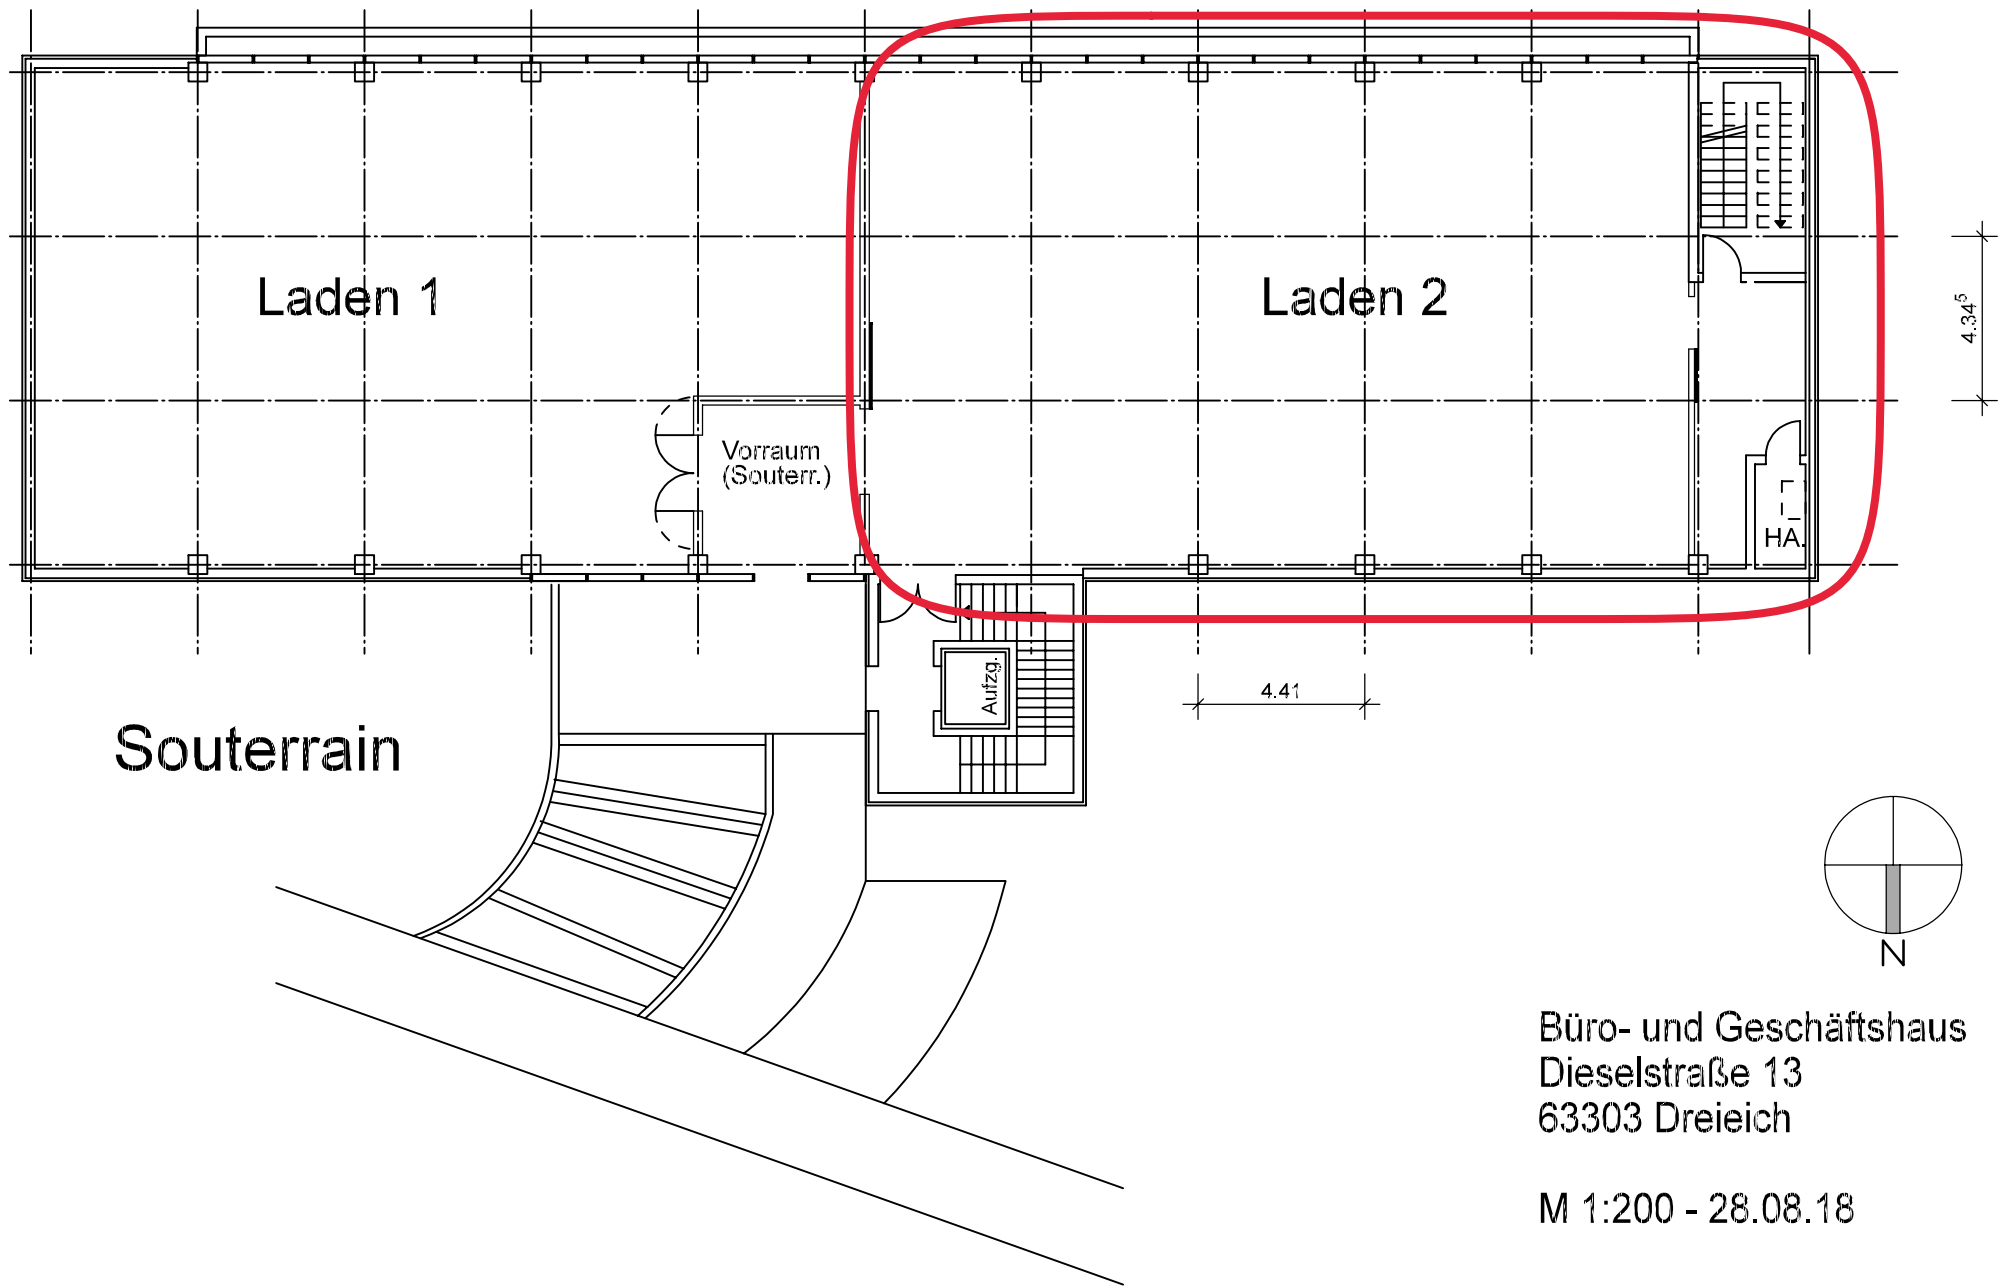 Laden 1
Laden 2
4.34⁵
Vorraum
(Souterr.)
HA.
Aufzg.
4.41
Souterrain
N
Büro- und Geschäftshaus
Dieselstraße 13
63303 Dreieich
M 1:200 - 28.08.18